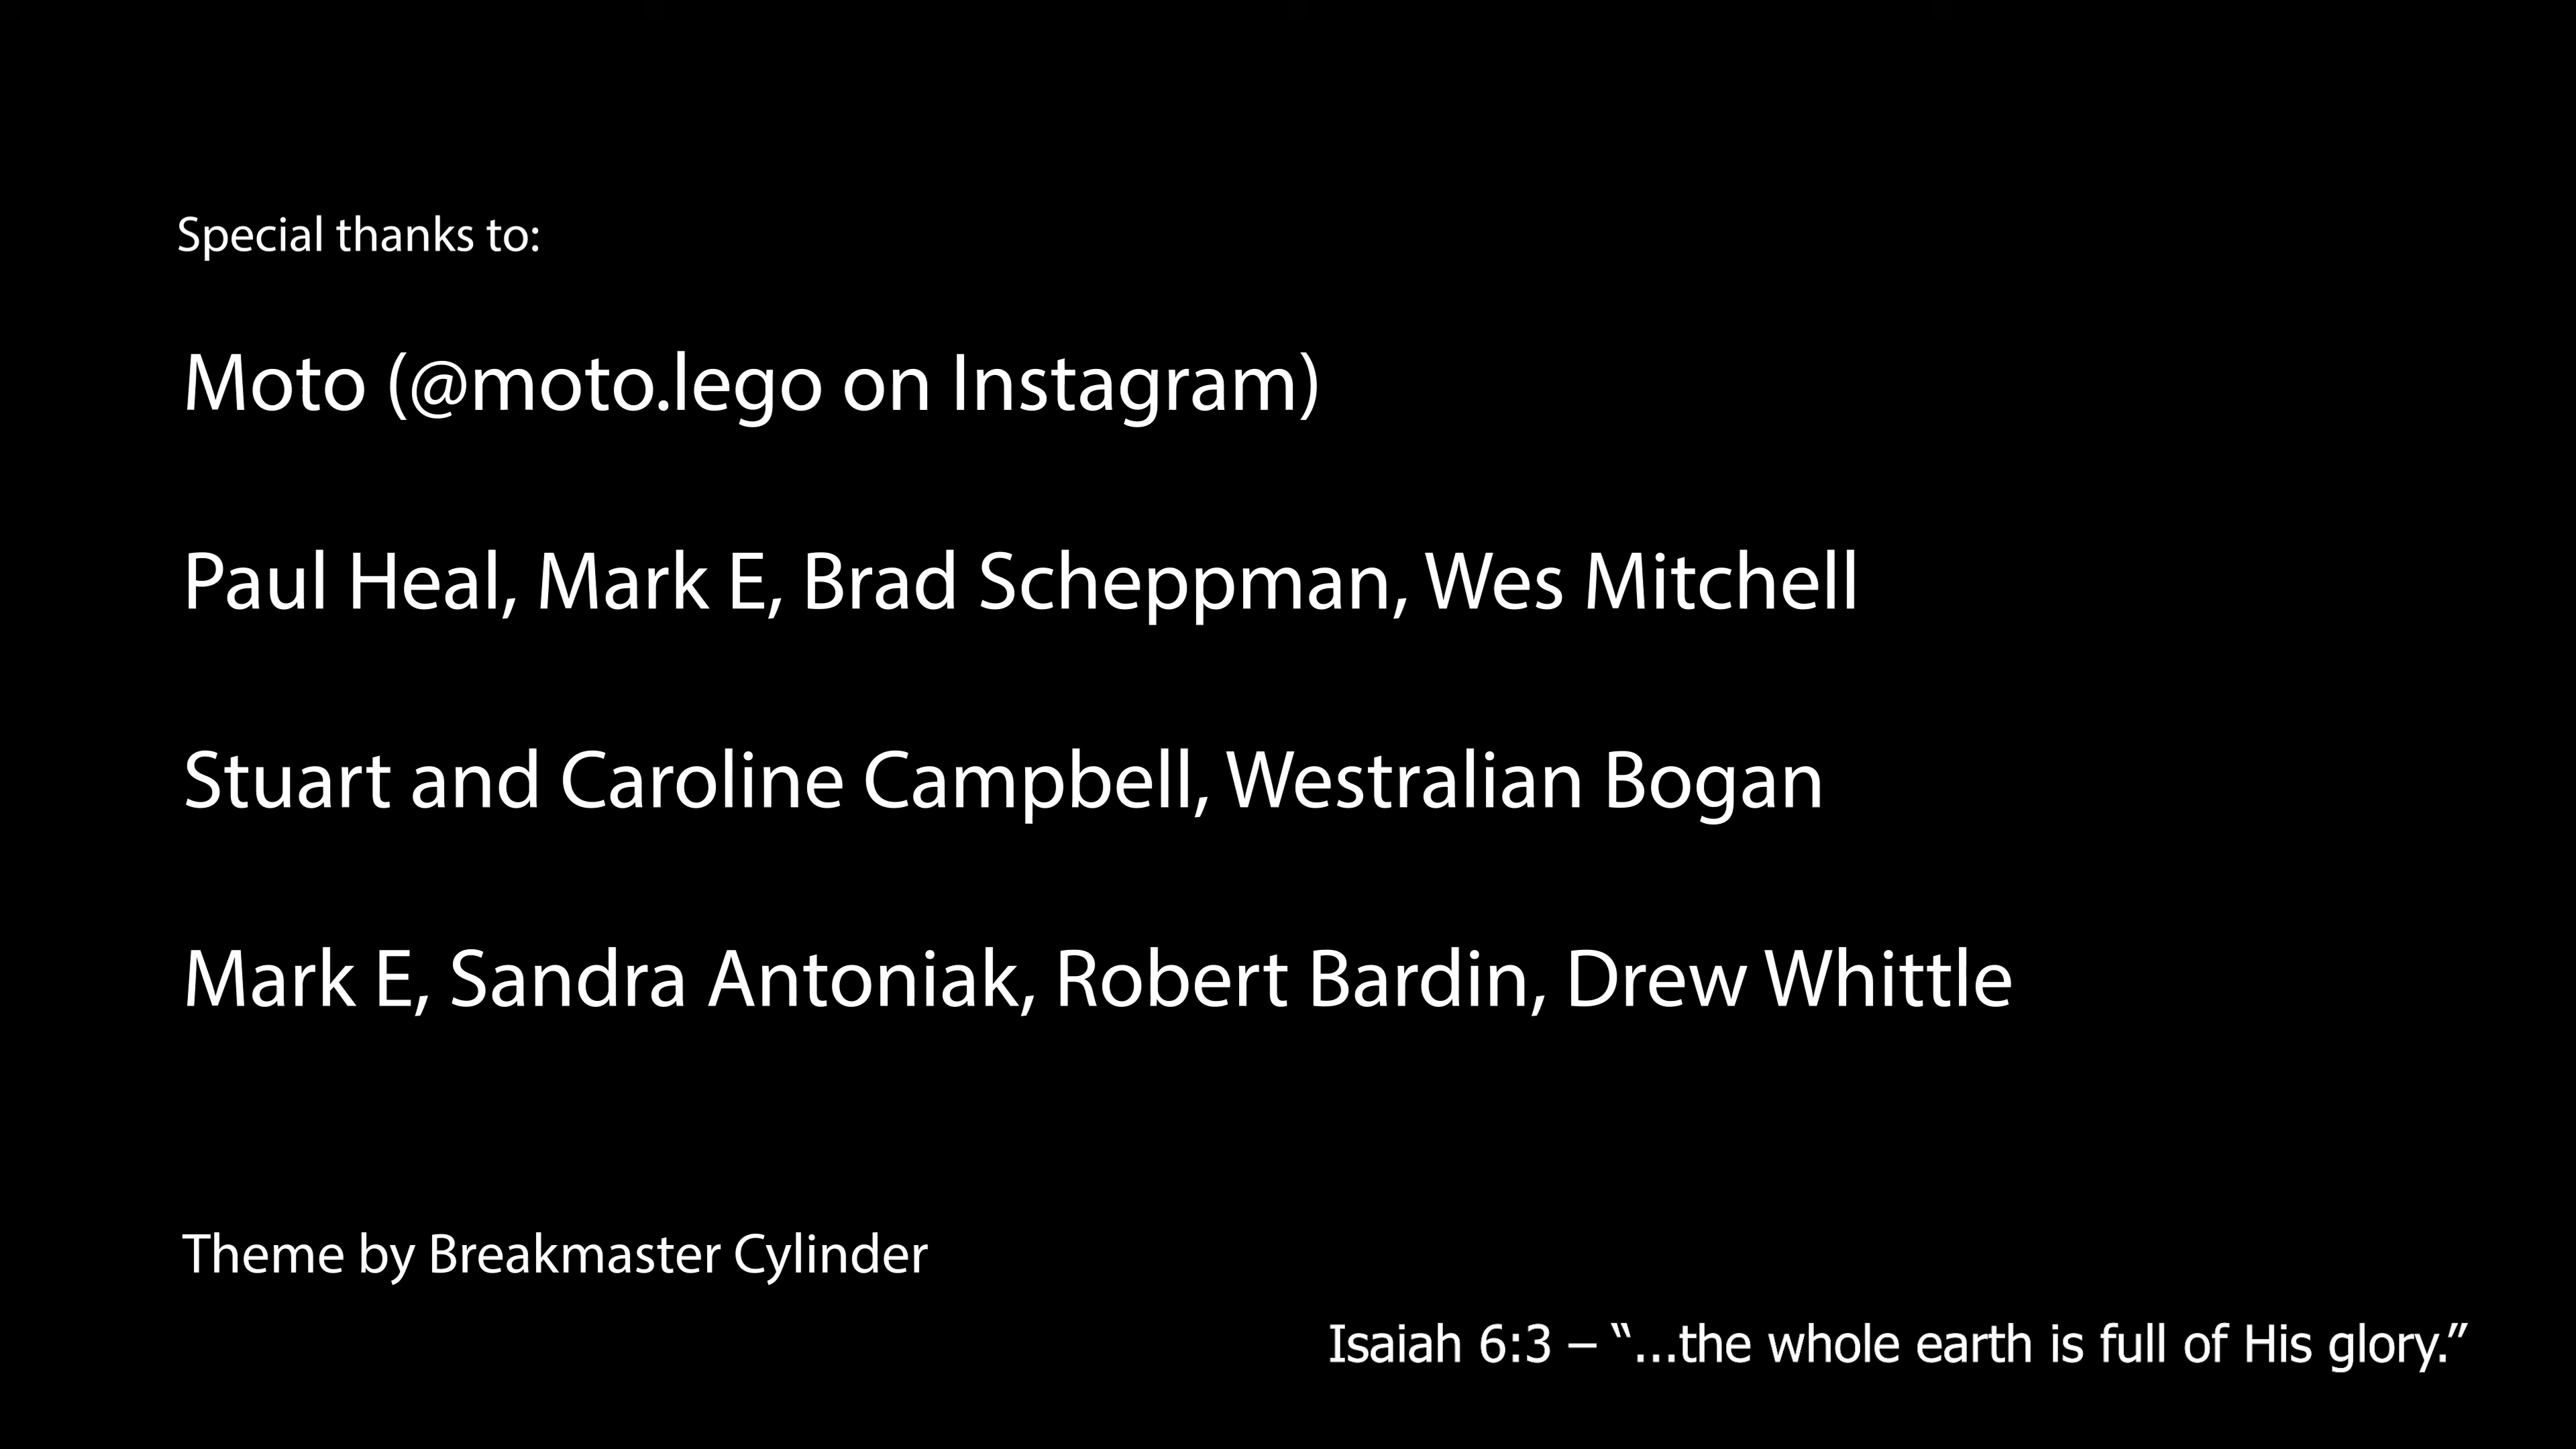 Special thanks to:
Moto (@moto.lego on Instagram)
Paul Heal, Mark E, Brad Scheppman, Wes Mitchell
Stuart and Caroline Campbell, Westralian Bogan
Mark E, Sandra Antoniak, Robert Bardin, Drew Whittle
Theme by Breakmaster Cylinder
Isaiah 6:3 – “...the whole earth is full of His glory.”